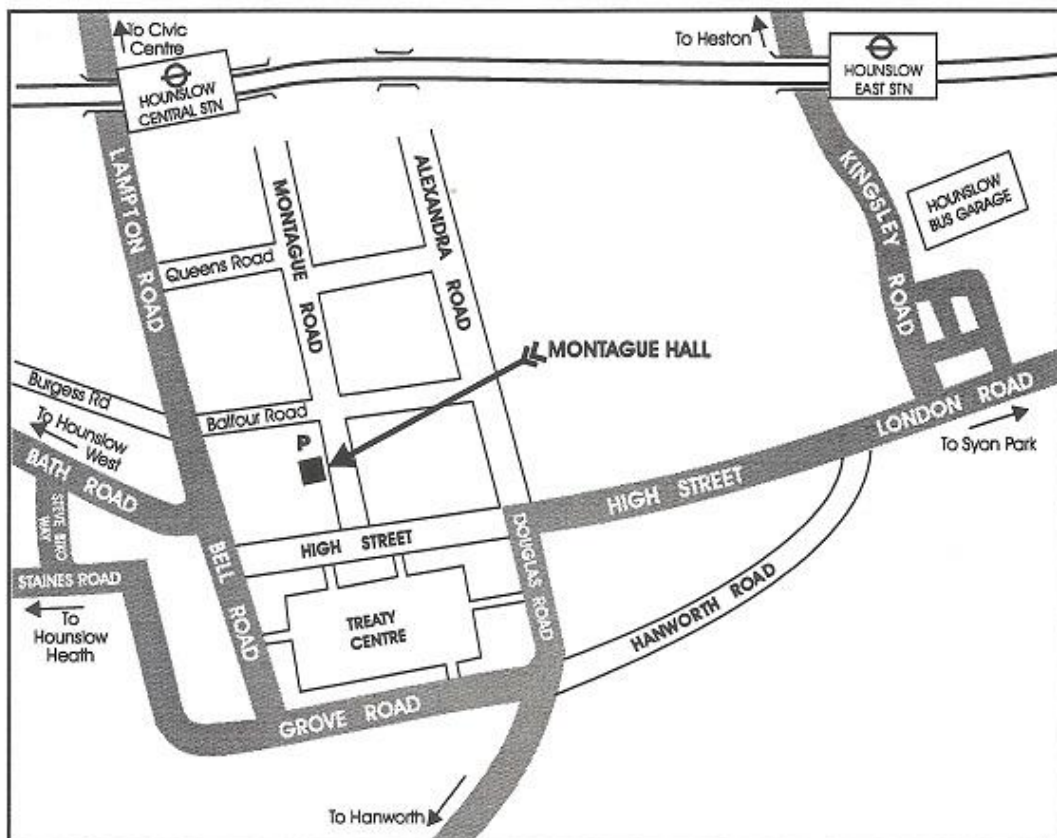 To Civic
Centre
To Heston
HOUNSLOW
CENTRAL STN
HOUNSLOW
EAST STN
LAMPTON ROAD
MONTAGUE ROAD
ALEXANDRA ROAD
KINGSLEY ROAD
HOUNSLOW
BUS GARAGE
Queens Road
MONTAGUE HALL
Burgess Rd
Balfour Road
P
To Hounslow
West
BATH ROAD
LONDON ROAD
To Syon Park
HIGH STREET
STEVE BIKO
WAY
BELL ROAD
HIGH STREET
DOUGLAS ROAD
STAINES ROAD
To
Hounslow
Heath
TREATY
CENTRE
HANWORTH ROAD
GROVE ROAD
To Hanworth